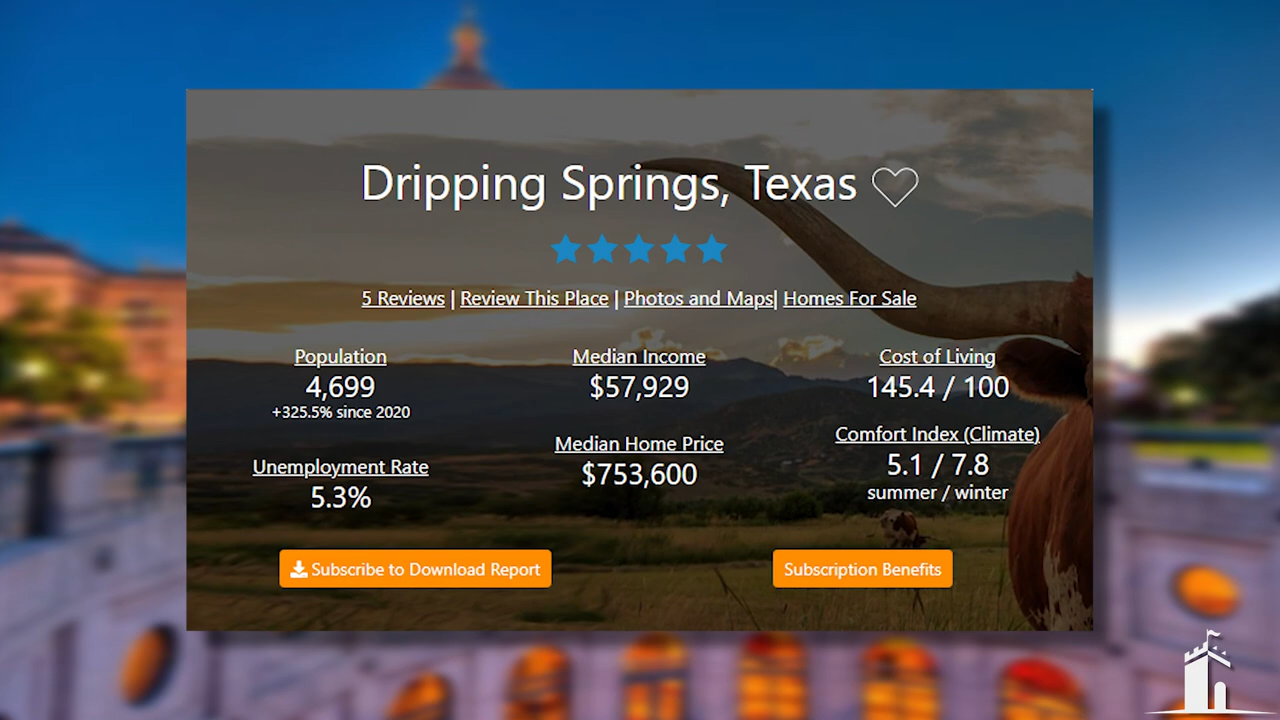 Dripping Springs, Texas
5 Reviews | Review This Place | Photos and Maps| Homes For Sale
Population
4,699
+325.5% since 2020
Unemployment Rate
5.3%
Median Income
$57,929
Median Home Price
$753,600
Cost of Living
145.4 / 100
Comfort Index (Climate)
5.1 / 7.8
summer / winter
Subscribe to Download Report
Subscription Benefits